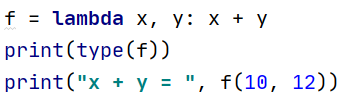 f = lambda x, y: x + y
print(type(f))
print("x + y = ", f(10, 12))